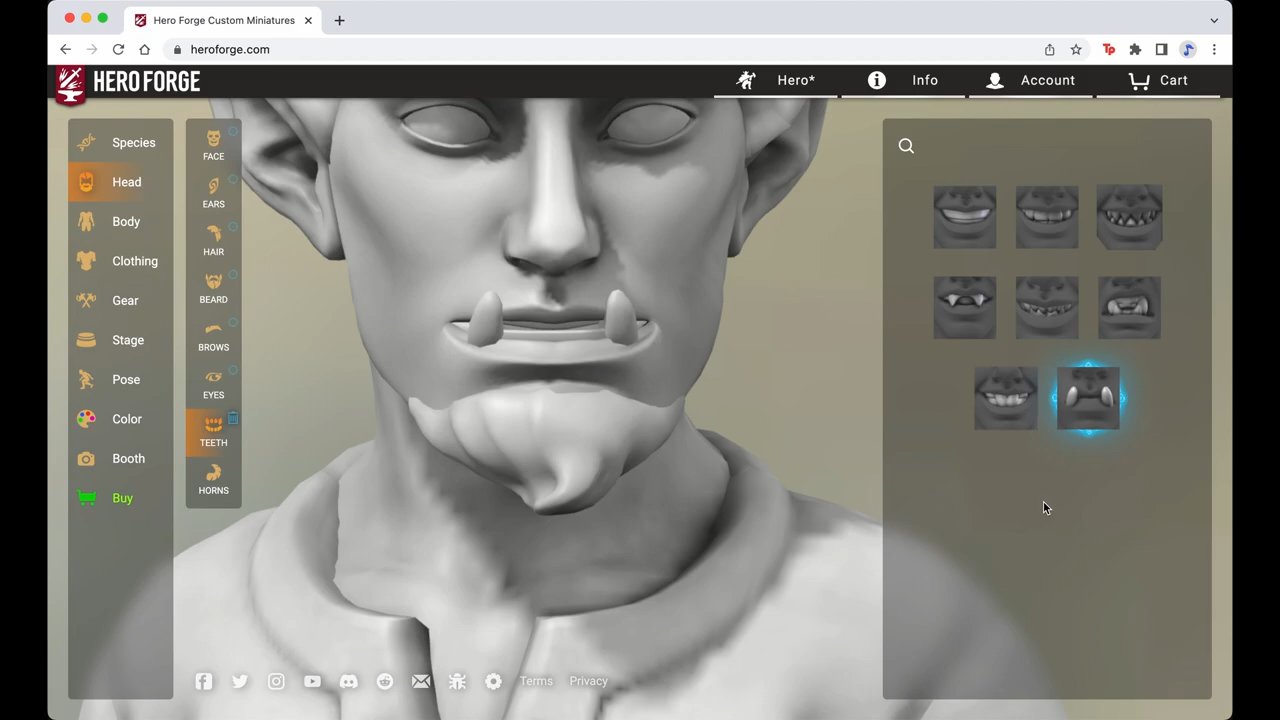 Hero Forge Custom Miniatures
heroforge.com
Tp
HERO FORGE
Hero*
Info
Account
Cart
Species
Head
Body
Clothing
Gear
Stage
Pose
Color
Booth
Buy
FACE
EARS
HAIR
BEARD
BROWS
EYES
TEETH
HORNS
Terms
Privacy